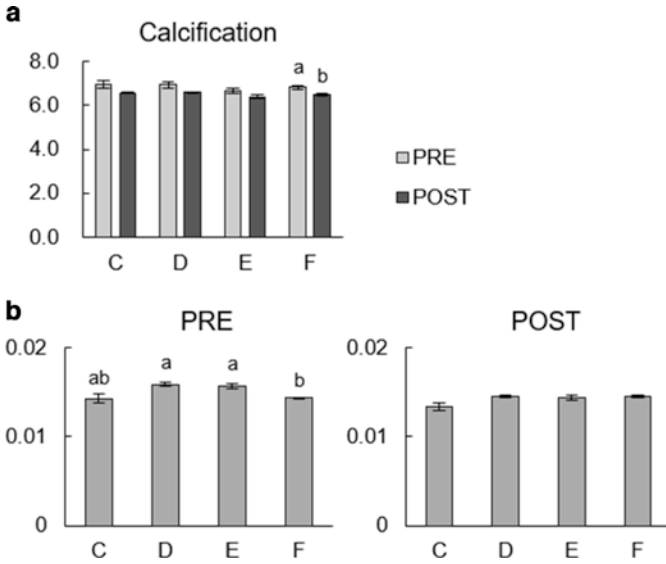 a
Calcification
8.0
6.0
4.0
2.0
0.0
a b
C D E F
PRE
POST
b
PRE
0.02
0.01
0
ab a a b
C D E F
POST
0.02
0.01
0
C D E F